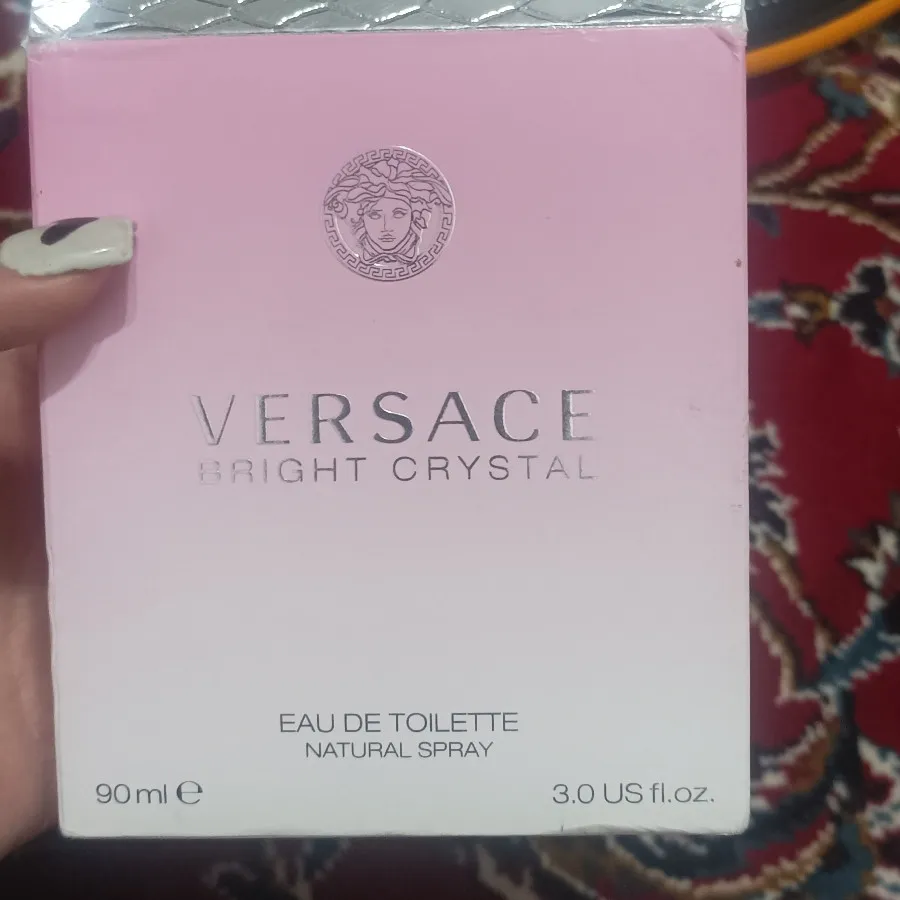 VERSACE
BRIGHT CRYSTAL
EAU DE TOILETTE
NATURAL SPRAY
90 ml ℮
3.0 US fl.oz.